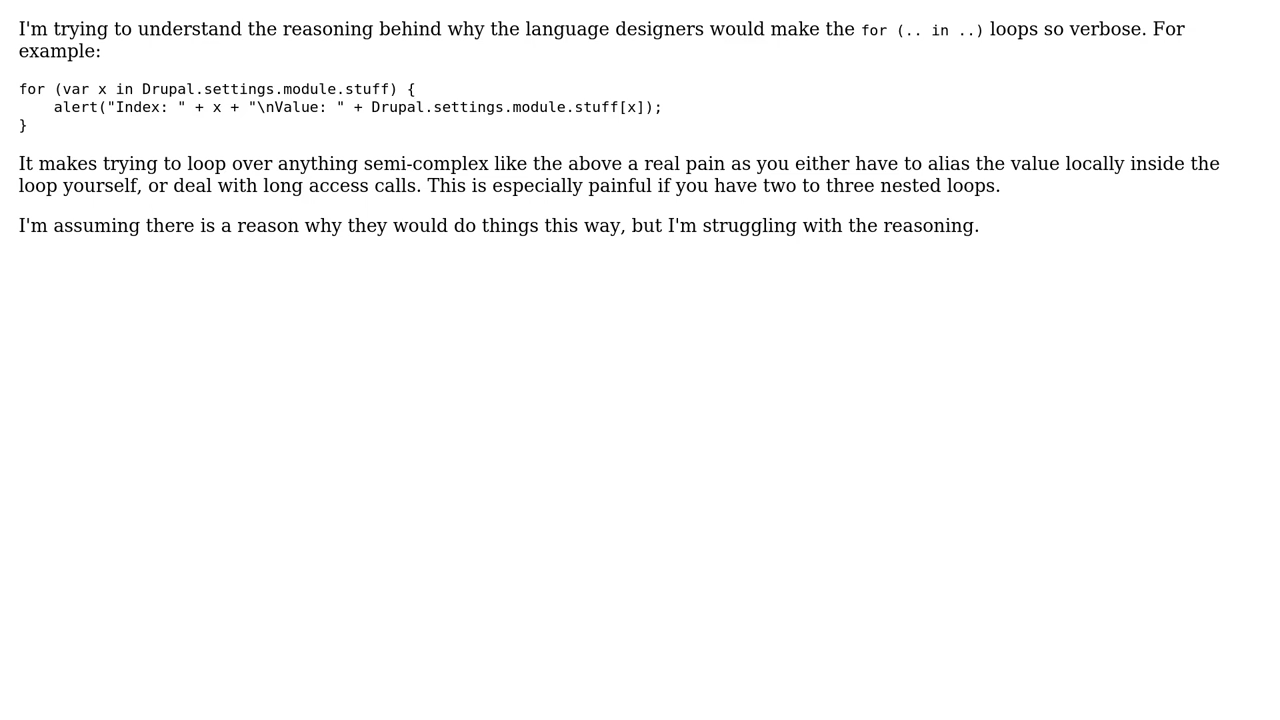 I'm trying to understand the reasoning behind why the language designers would make the for (.. in ..) loops so verbose. For
example:
for (var x in Drupal.settings.module.stuff) {
    alert("Index: " + x + "\nValue: " + Drupal.settings.module.stuff[x]);
}
It makes trying to loop over anything semi-complex like the above a real pain as you either have to alias the value locally inside the
loop yourself, or deal with long access calls. This is especially painful if you have two to three nested loops.
I'm assuming there is a reason why they would do things this way, but I'm struggling with the reasoning.